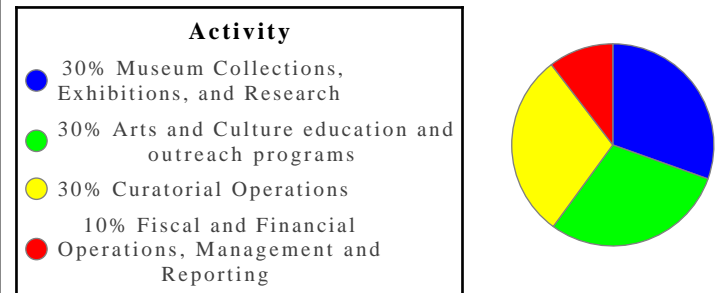 Activity
30% Museum Collections,
Exhibitions, and Research
30% Arts and Culture education and
outreach programs
30% Curatorial Operations
10% Fiscal and Financial
Operations, Management and
Reporting